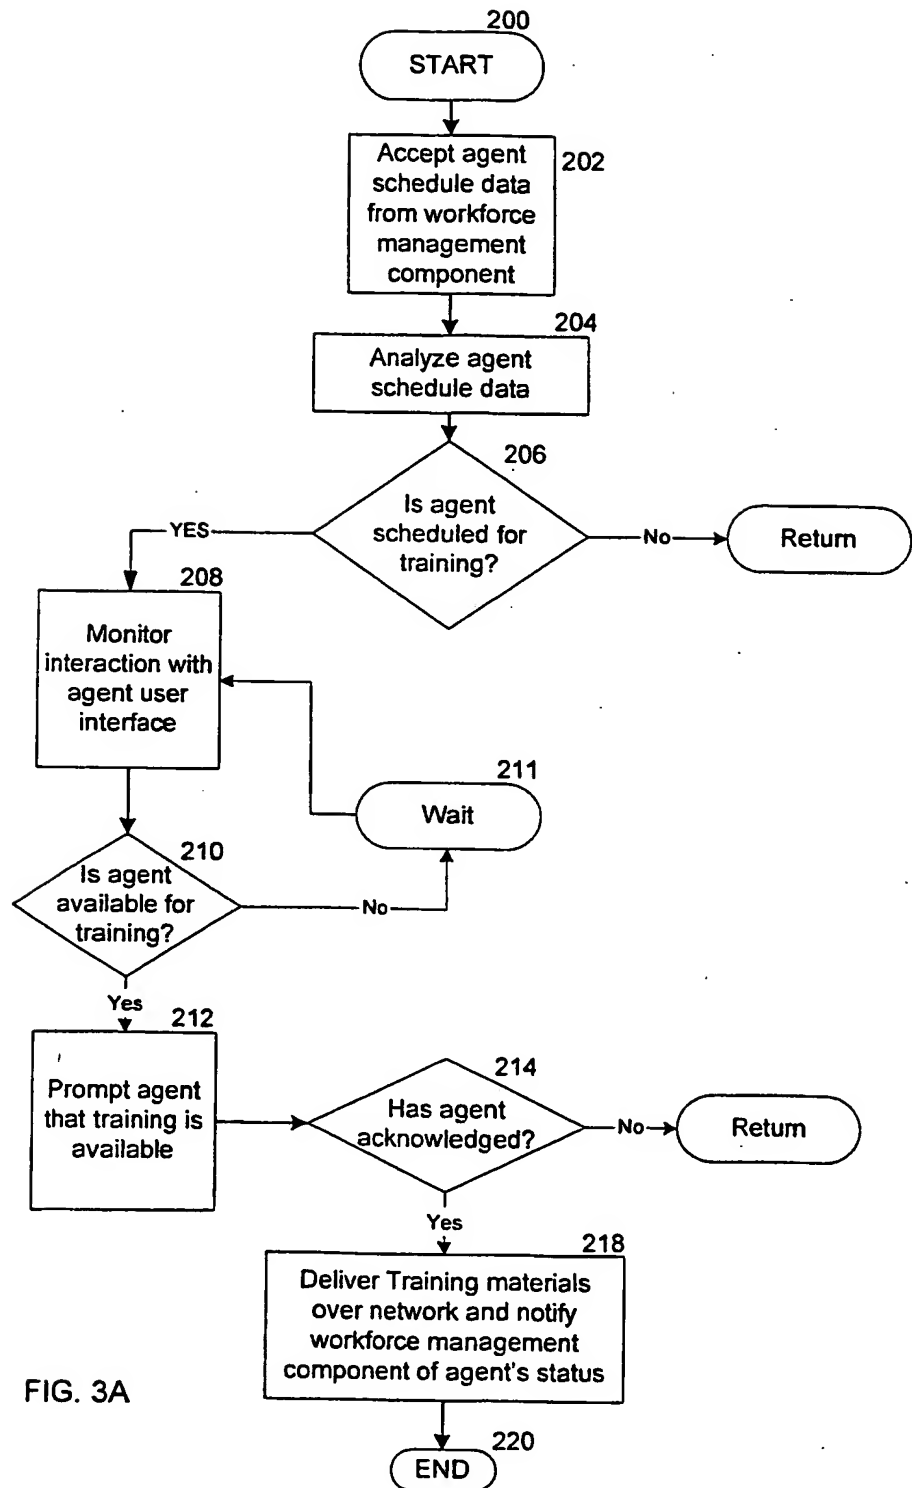 200
START
Accept agent
schedule data
from workforce
management
component
202
204
Analyze agent
schedule data
206
Is agent
scheduled for
training?
YES
No
Return
208
Monitor
interaction with
agent user
interface
211
Wait
210
Is agent
available for
training?
No
Yes
212
Prompt agent
that training is
available
214
Has agent
acknowledged?
No
Return
Yes
218
Deliver Training materials
over network and notify
workforce management
component of agent's status
FIG. 3A
220
END